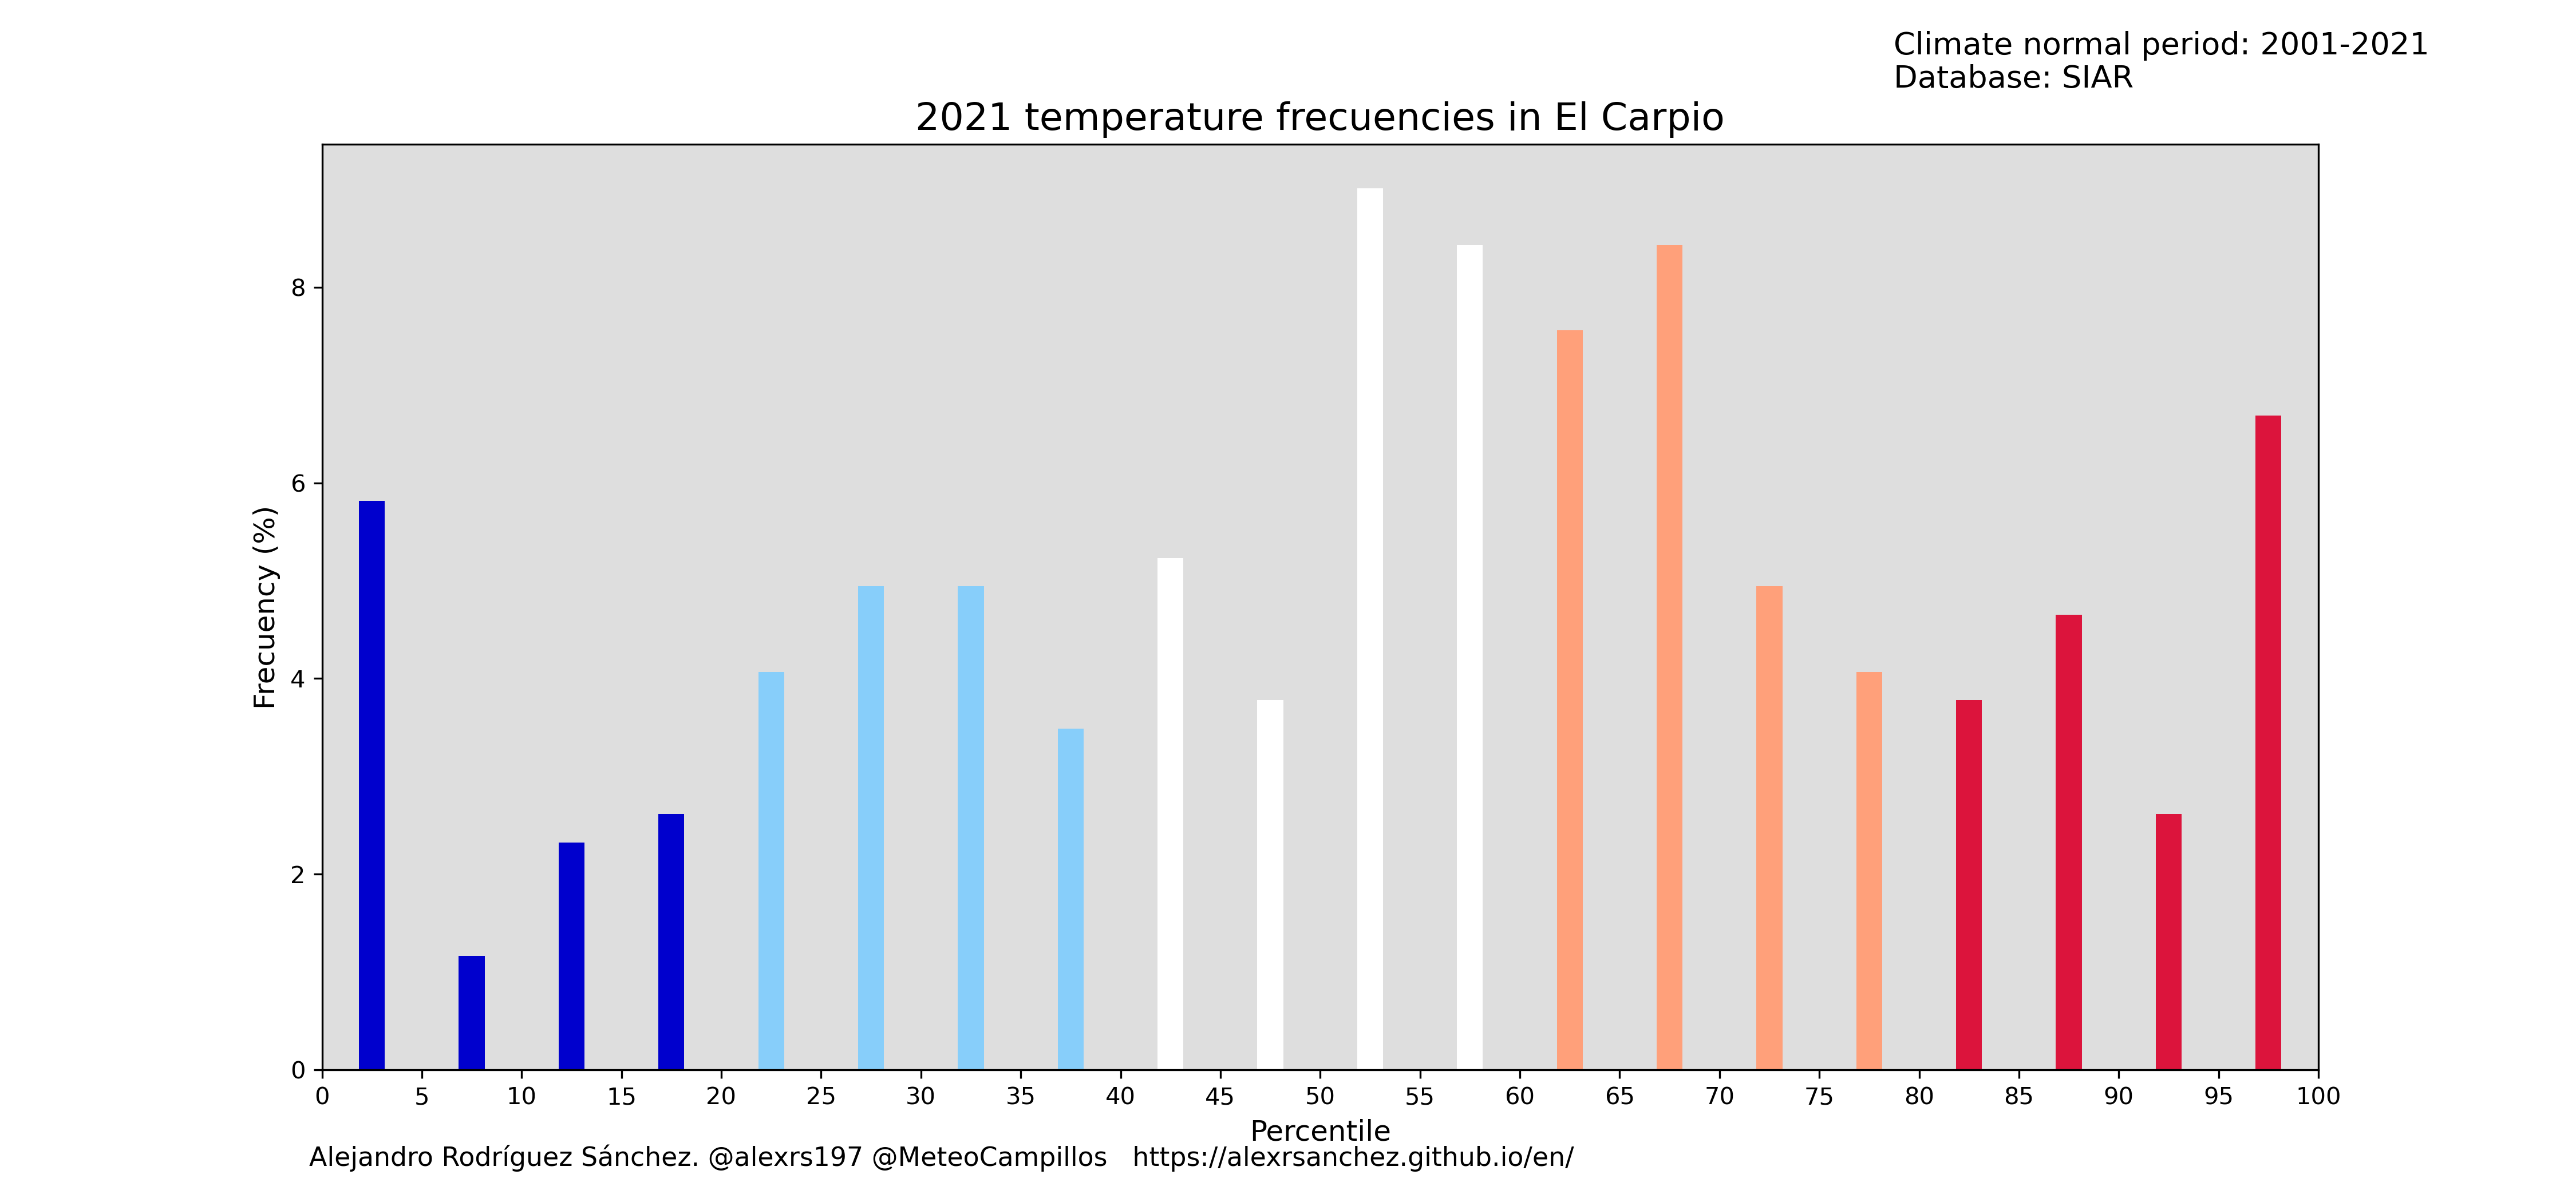 Climate normal period: 2001-2021
Database: SIAR
2021 temperature frecuencies in El Carpio
Frecuency (%)
8
6
4
2
0
0 5 10 15 20 25 30 35 40 45 50 55 60 65 70 75 80 85 90 95 100
Percentile
Alejandro Rodríguez Sánchez. @alexrs197 @MeteoCampillos https://alexrsanchez.github.io/en/